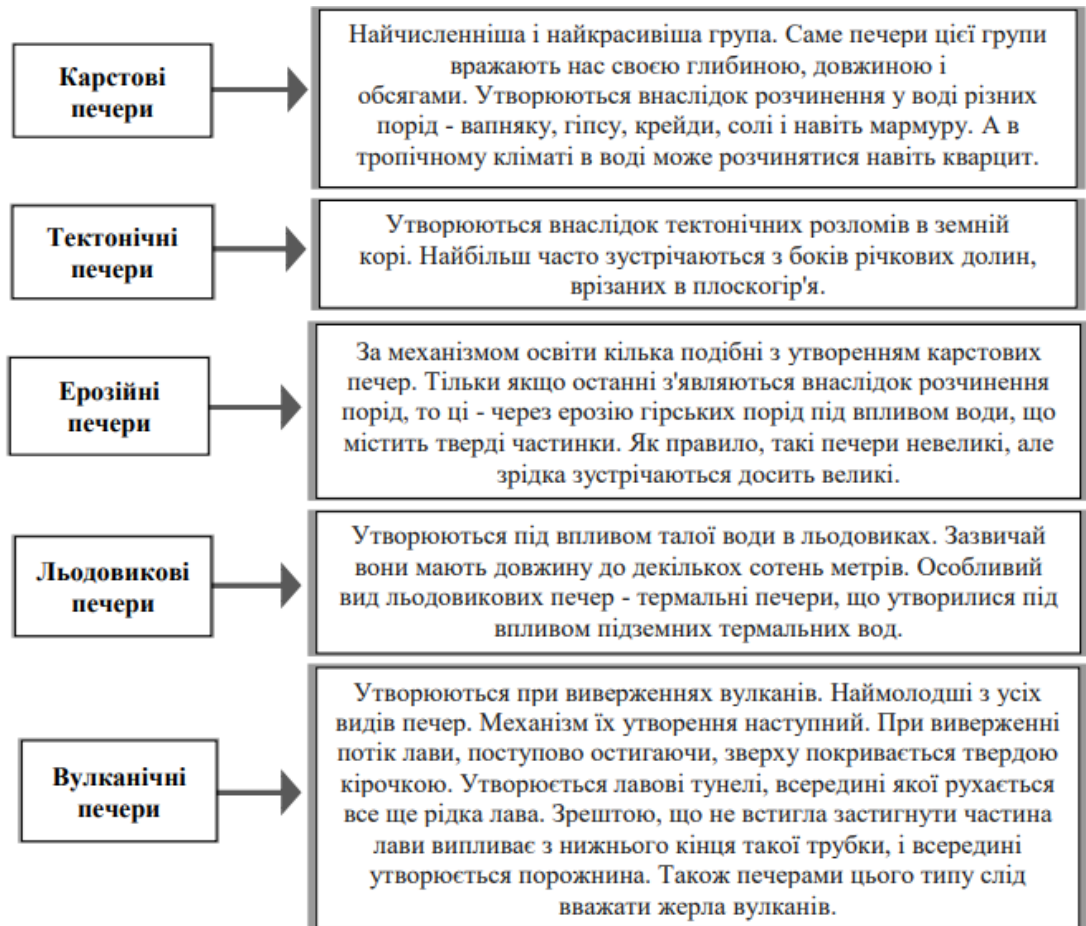 Карстові
печери
Найчисленніша і найкрасивіша група. Саме печери цієї групи
вражають нас своєю глибиною, довжиною і
обсягами. Утворюються внаслідок розчинення у воді різних
порід - вапняку, гіпсу, крейди, солі і навіть мармуру. А в
тропічному кліматі в воді може розчинятися навіть кварцит.
Тектонічні
печери
Утворюються внаслідок тектонічних розломів в земній
корі. Найбільш часто зустрічаються з боків річкових долин,
врізаних в плоскогір'я.
Ерозійні
печери
За механізмом освіти кілька подібні з утворенням карстових
печер. Тільки якщо останні з'являються внаслідок розчинення
порід, то ці - через ерозію гірських порід під впливом води, що
містить тверді частинки. Як правило, такі печери невеликі, але
зрідка зустрічаються досить великі.
Льодовикові
печери
Утворюються під впливом талої води в льодовиках. Зазвичай
вони мають довжину до декількох сотень метрів. Особливий
вид льодовикових печер - термальні печери, що утворилися під
впливом підземних термальних вод.
Вулканічні
печери
Утворюються при виверженнях вулканів. Наймолодші з усіх
видів печер. Механізм їх утворення наступний. При виверженні
потік лави, поступово остигаючи, зверху покривається твердою
кірочкою. Утворюється лавові тунелі, всередині якої рухається
все ще рідка лава. Зрештою, що не встигла застигнути частина
лави випливає з нижнього кінця такої трубки, і всередині
утворюється порожнина. Також печерами цього типу слід
вважати жерла вулканів.